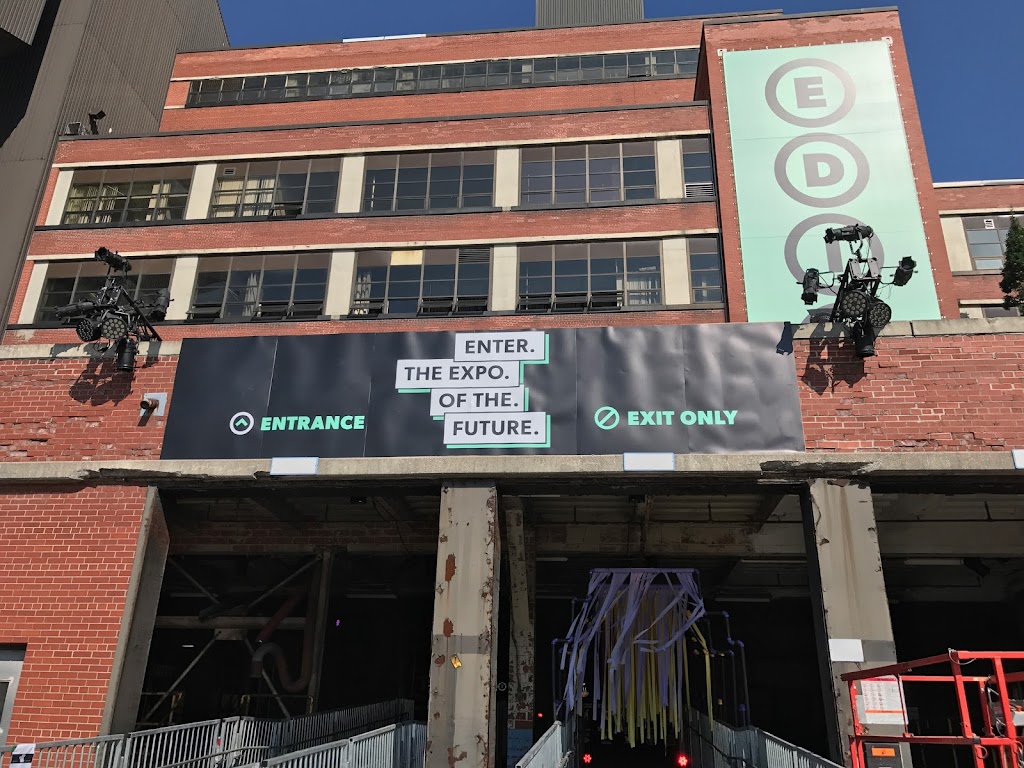 E
D
I
ENTER.
THE EXPO.
OF THE.
FUTURE.
ENTRANCE
EXIT ONLY